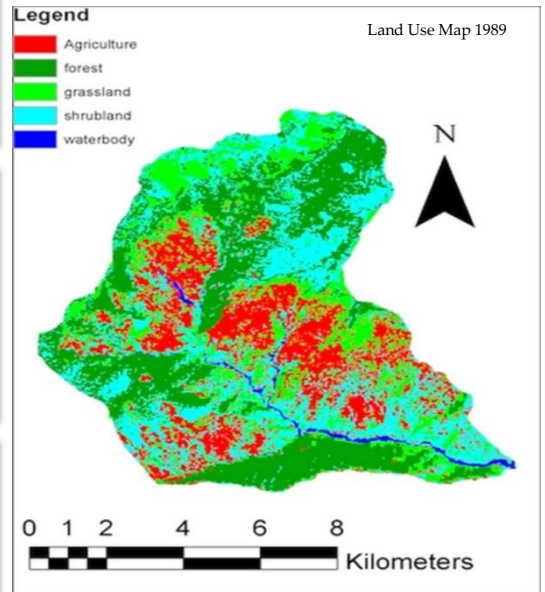 Legend
Land Use Map 1989
Agriculture
forest
grassland
shrubland
waterbody
N
0 1 2 4 6 8
Kilometers